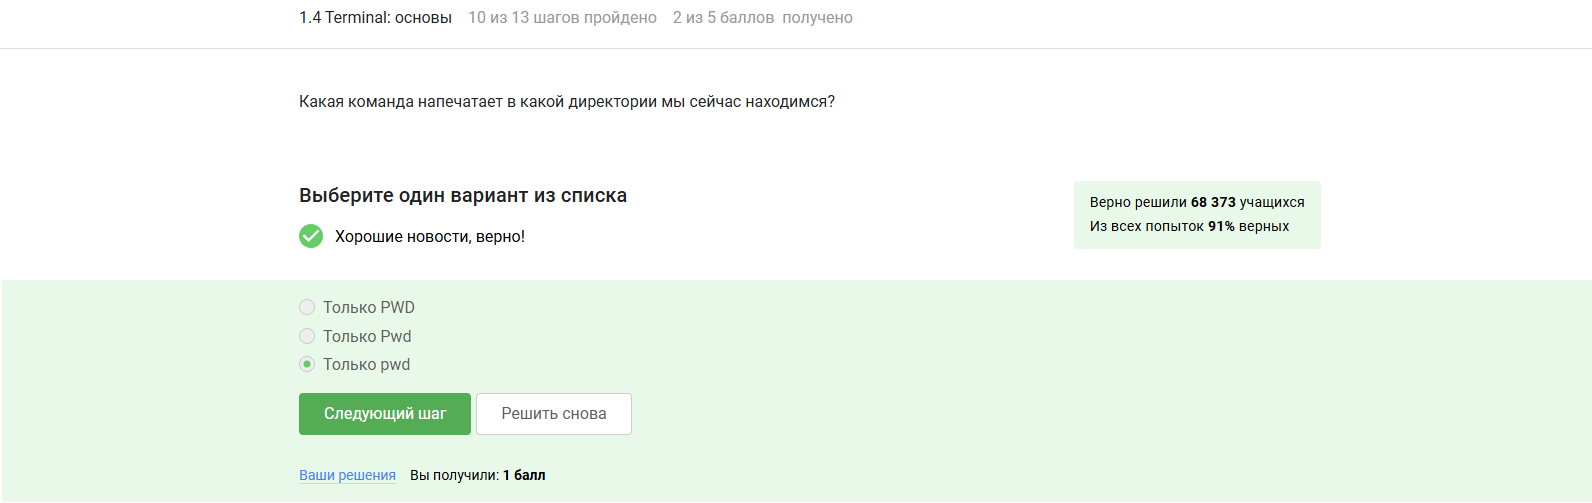 1.4 Terminal: основы 10 из 13 шагов пройдено 2 из 5 баллов получено
Какая команда напечатает в какой директории мы сейчас находимся?
Выберите один вариант из списка
Верно решили 68 373 учащихся
Из всех попыток 91% верных
Хорошие новости, верно!
Только PWD
Только Pwd
Только pwd
Следующий шаг Решить снова
Ваши решения Вы получили: 1 балл